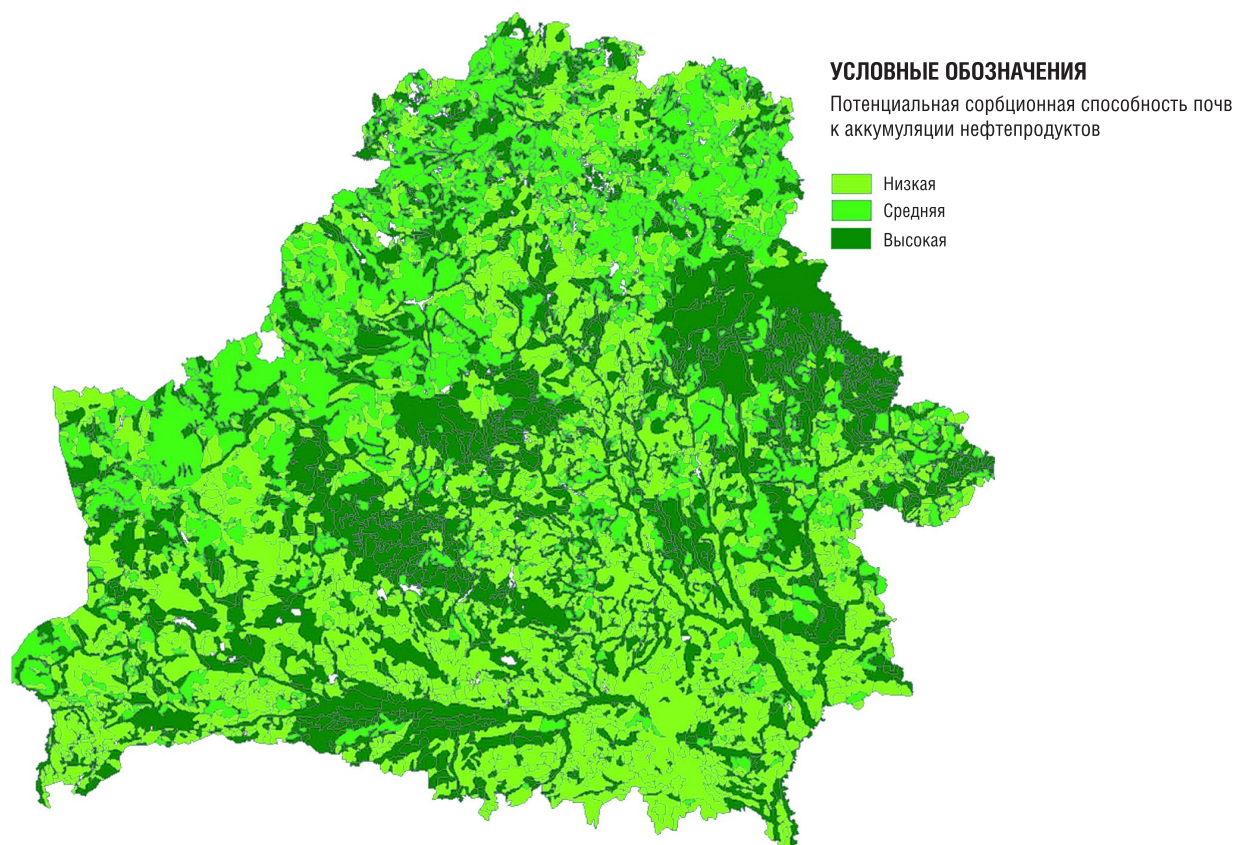 УСЛОВНЫЕ ОБОЗНАЧЕНИЯ
Потенциальная сорбционная способность почв
к аккумуляции нефтепродуктов
Низкая
Средняя
Высокая